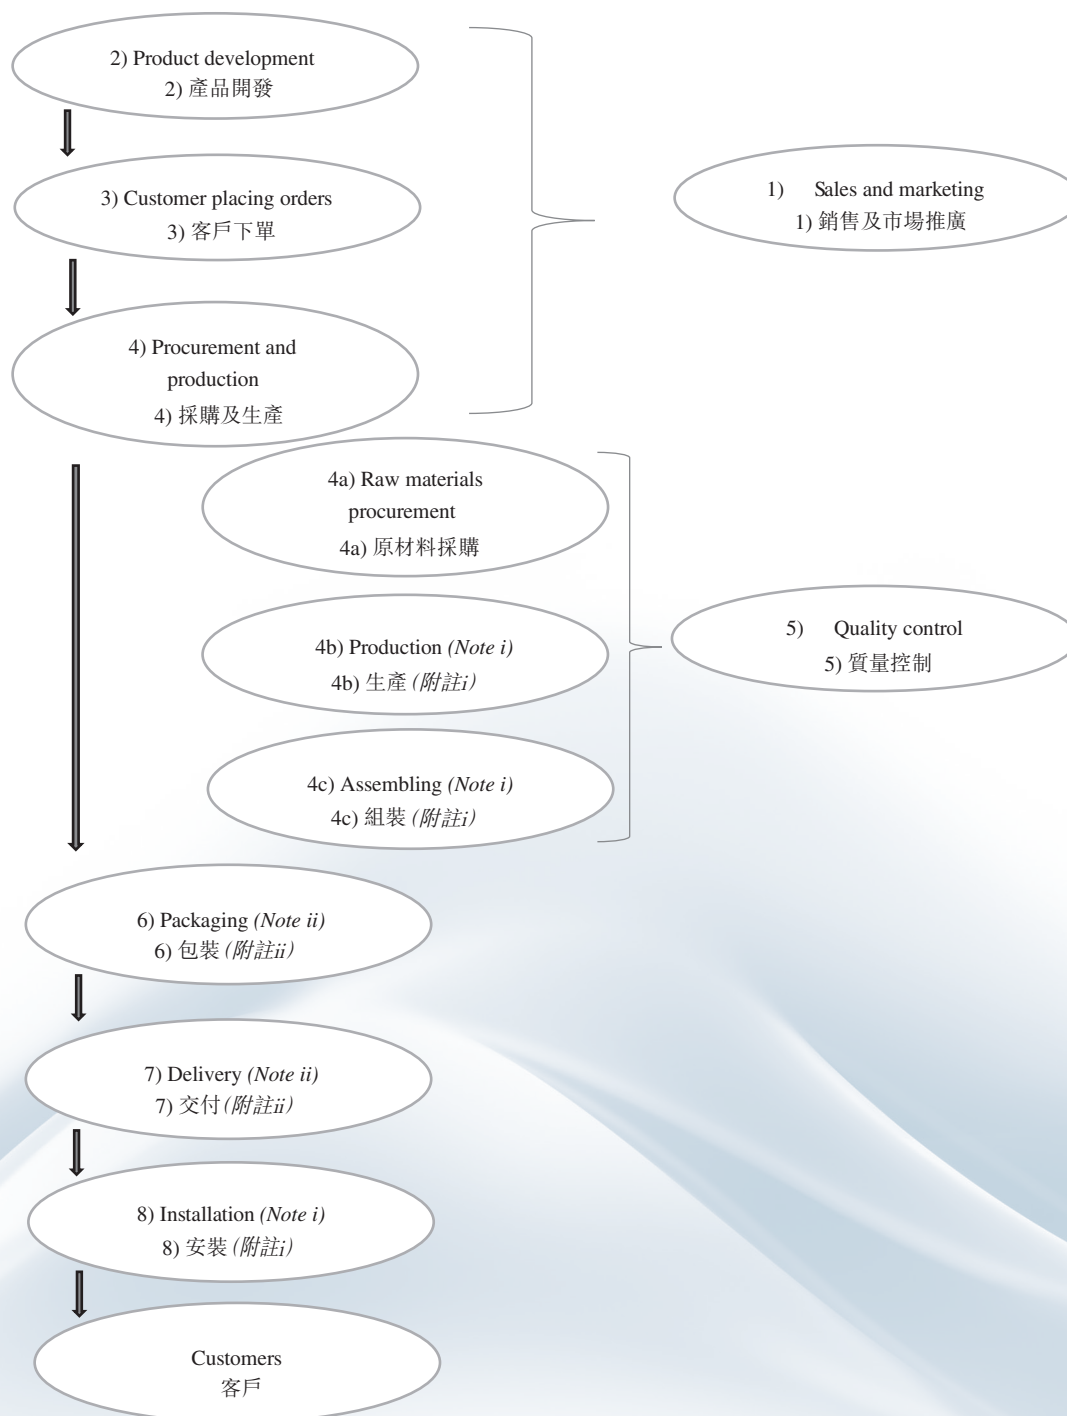 2) Product development
2) 產品開發
3) Customer placing orders
3) 客戶下單
1) Sales and marketing
1) 銷售及市場推廣
4) Procurement and
production
4) 採購及生產
4a) Raw materials
procurement
4a) 原材料採購
4b) Production (Note i)
4b) 生產 (附註i)
4c) Assembling (Note i)
4c) 組裝 (附註i)
5) Quality control
5) 質量控制
6) Packaging (Note ii)
6) 包裝 (附註ii)
7) Delivery (Note ii)
7) 交付 (附註ii)
8) Installation (Note i)
8) 安裝 (附註i)
Customers
客戶